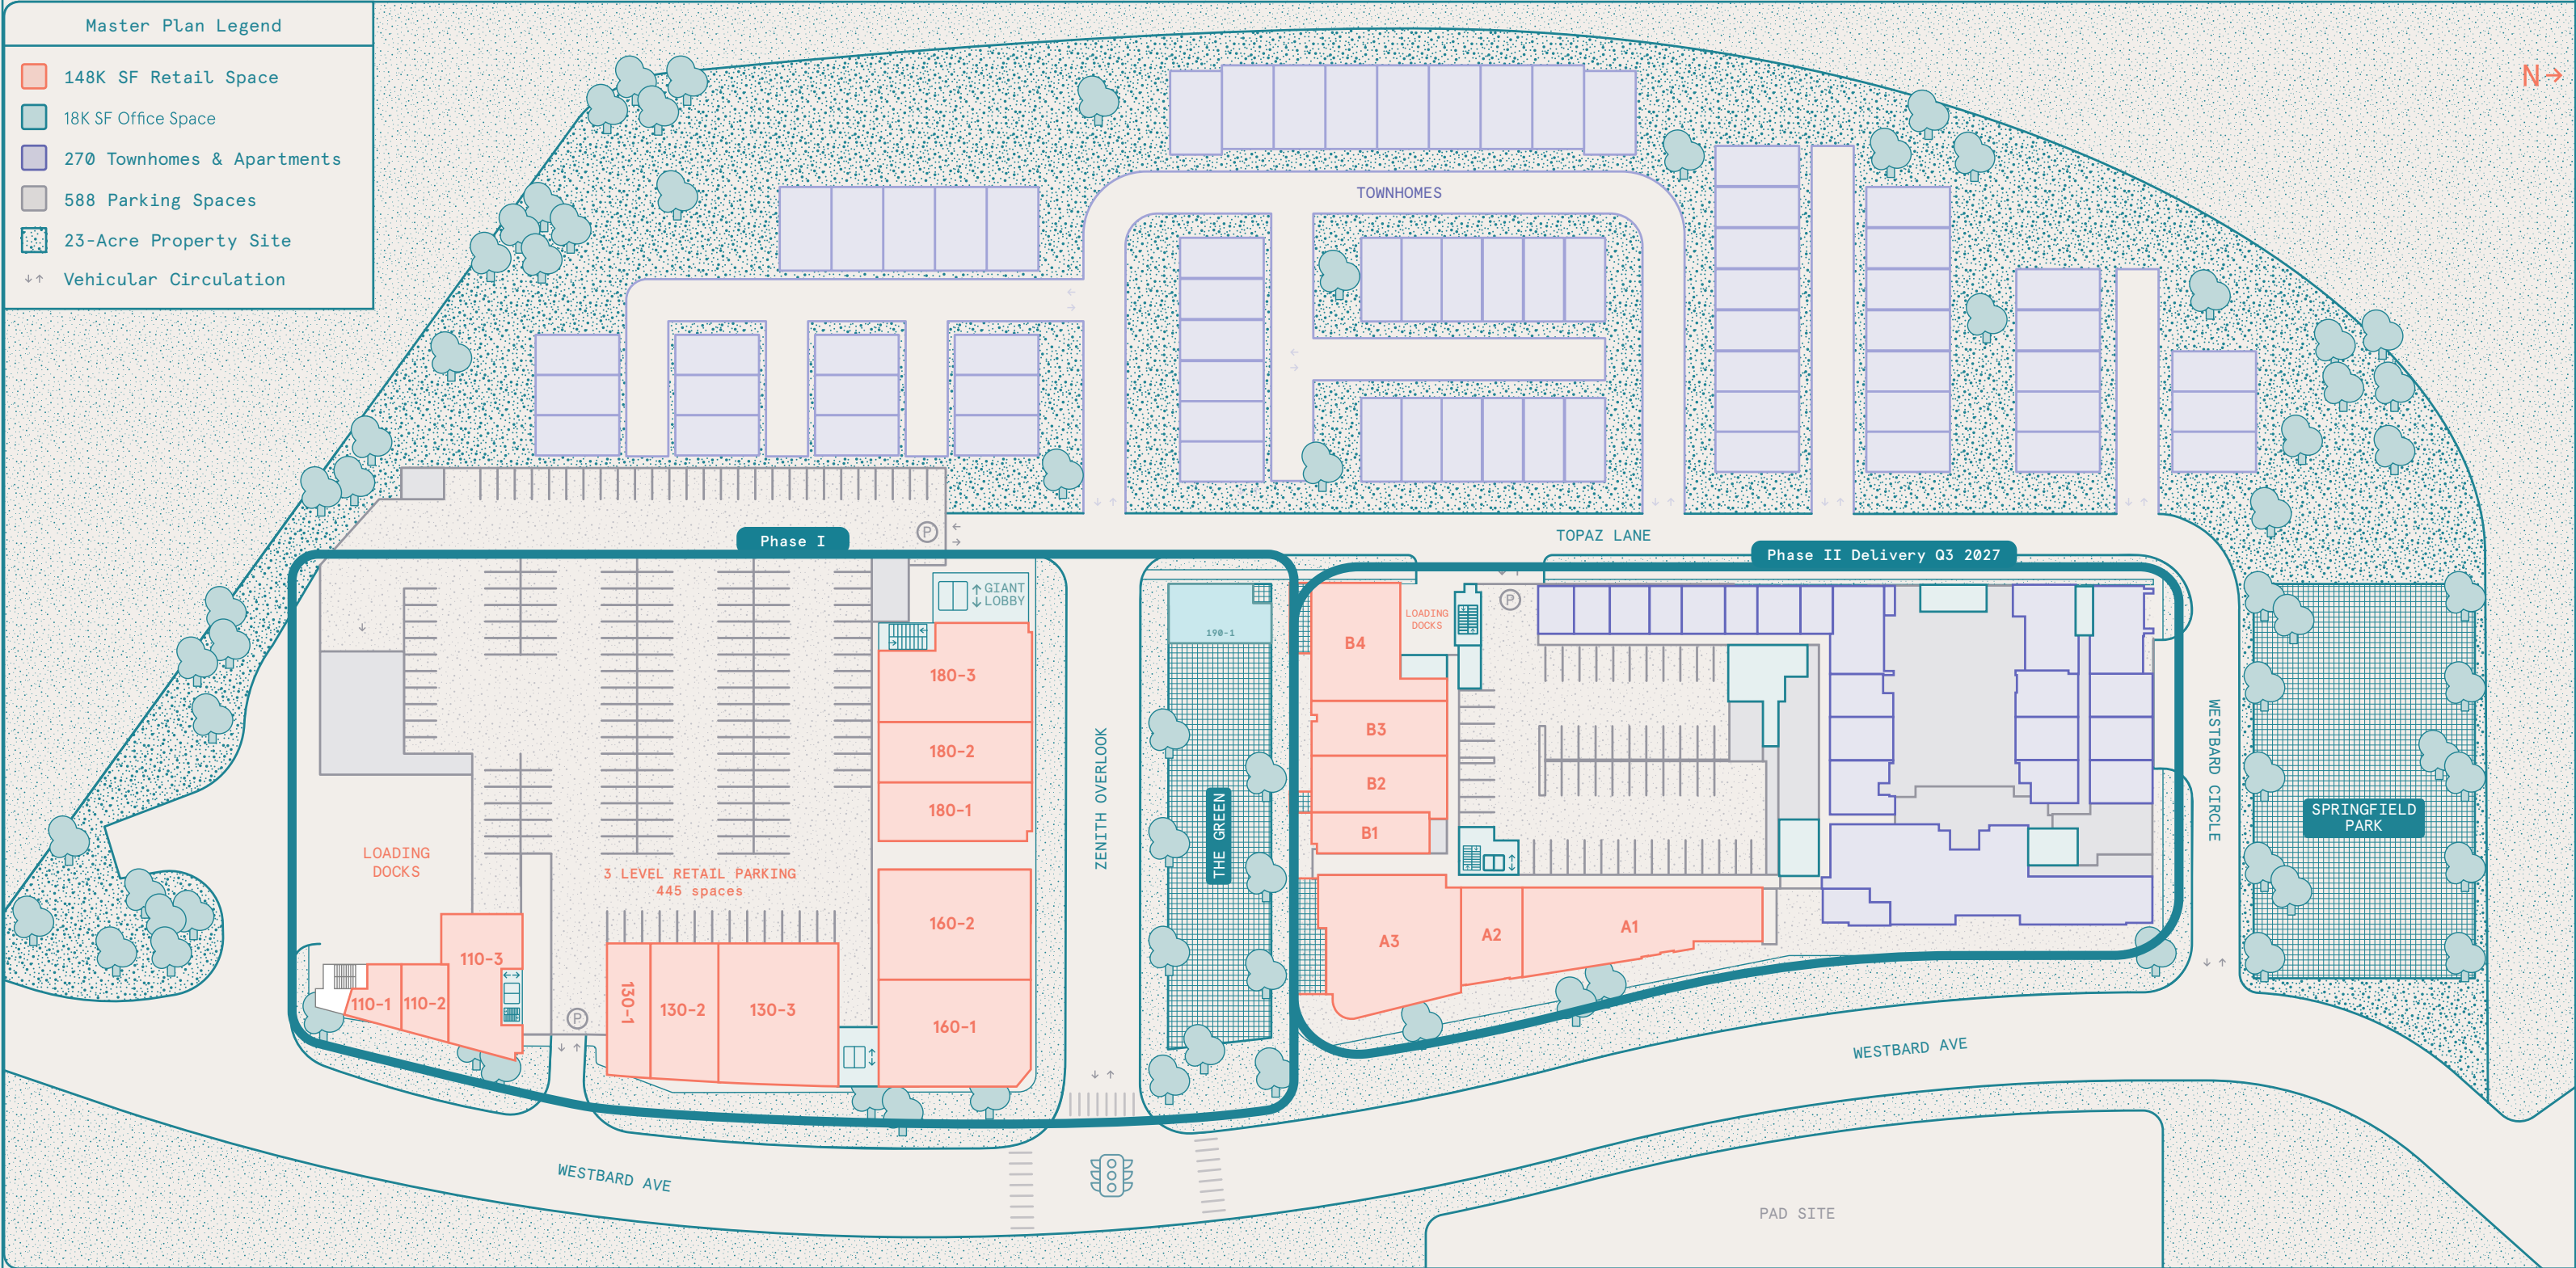 Master Plan Legend
148K SF Retail Space
18K SF Office Space
270 Townhomes & Apartments
588 Parking Spaces
23-Acre Property Site
Vehicular Circulation
N
TOWNHOMES
TOPAZ LANE
Phase I
Phase II Delivery Q3 2027
P
P
P
GIANT
LOBBY
LOADING
DOCKS
190-1
180-3
180-2
180-1
160-2
160-1
B4
B3
B2
B1
A3
A2
A1
LOADING
DOCKS
3 LEVEL RETAIL PARKING
445 spaces
110-3
110-1
110-2
130-1
130-2
130-3
ZENITH OVERLOOK
THE GREEN
WESTBARD CIRCLE
SPRINGFIELD
PARK
WESTBARD AVE
WESTBARD AVE
PAD SITE